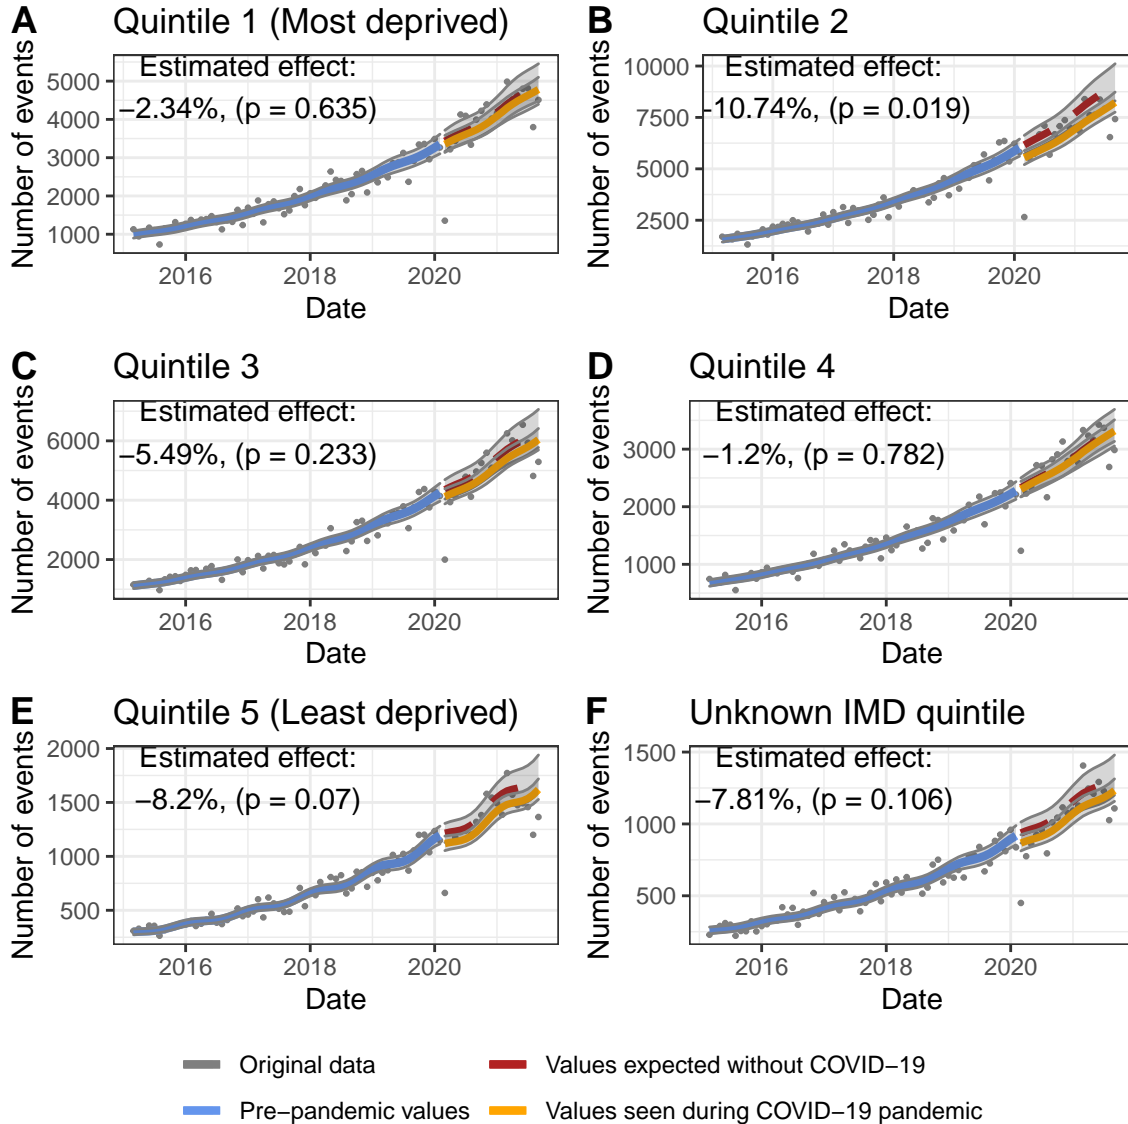 A Quintile 1 (Most deprived)
Number of events
5000
4000
3000
2000
1000
Estimated effect:
−2.34%, (p = 0.635)
2016 2018 2020
Date
B Quintile 2
Number of events
10000
7500
5000
2500
Estimated effect:
−10.74%, (p = 0.019)
2016 2018 2020
Date
C Quintile 3
Number of events
6000
4000
2000
Estimated effect:
−5.49%, (p = 0.233)
2016 2018 2020
Date
D Quintile 4
Number of events
3000
2000
1000
Estimated effect:
−1.2%, (p = 0.782)
2016 2018 2020
Date
E Quintile 5 (Least deprived)
Number of events
2000
1500
1000
500
Estimated effect:
−8.2%, (p = 0.07)
2016 2018 2020
Date
F Unknown IMD quintile
Number of events
1500
1000
500
Estimated effect:
−7.81%, (p = 0.106)
2016 2018 2020
Date
Original data
Values expected without COVID−19
Pre−pandemic values
Values seen during COVID−19 pandemic